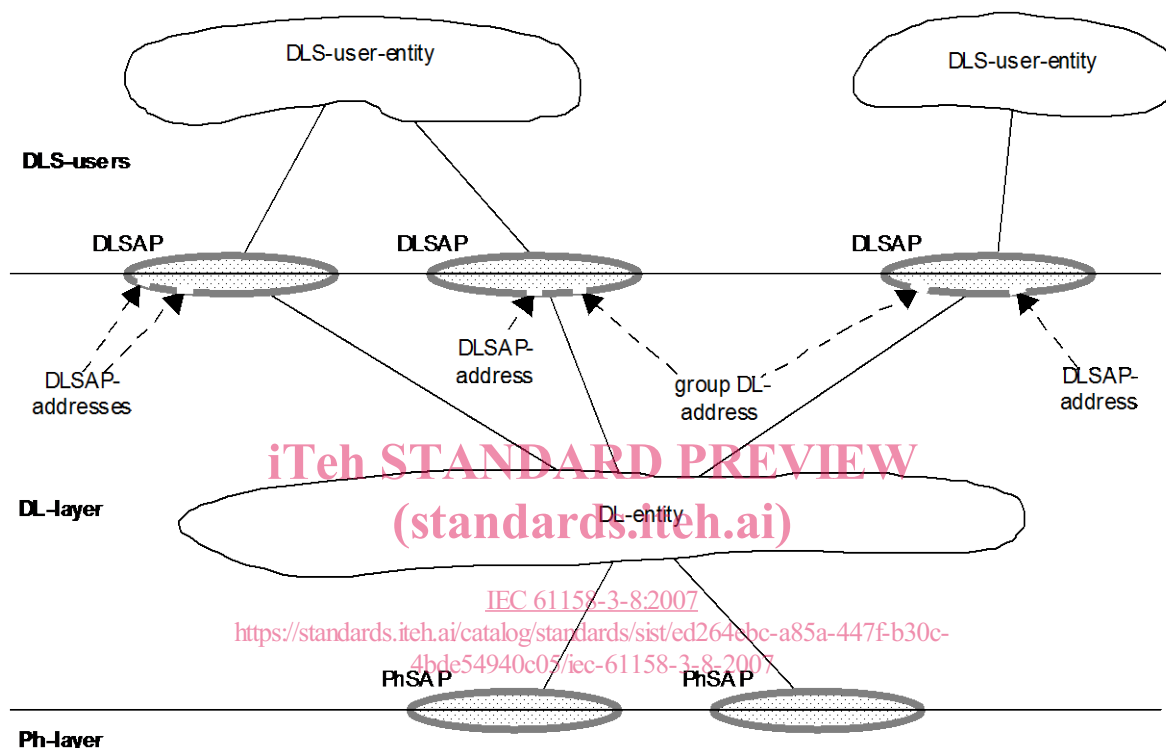 DLS-user-entity
DLS-user-entity
DLS-users
DLSAP
DLSAP
DLSAP
DLSAP-
addresses
DLSAP-
address
group DL-
address
DLSAP-
address
iTeh STANDARD PREVIEW
(standards.iteh.ai)
DL-layer
DL-entity
IEC 61158-3-8:2007
https://standards.iteh.ai/catalog/standards/sist/ed264ebc-a85a-447f-b30c-
4bde54940c05/iec-61158-3-8-2007
PhSAP
PhSAP
Ph-layer